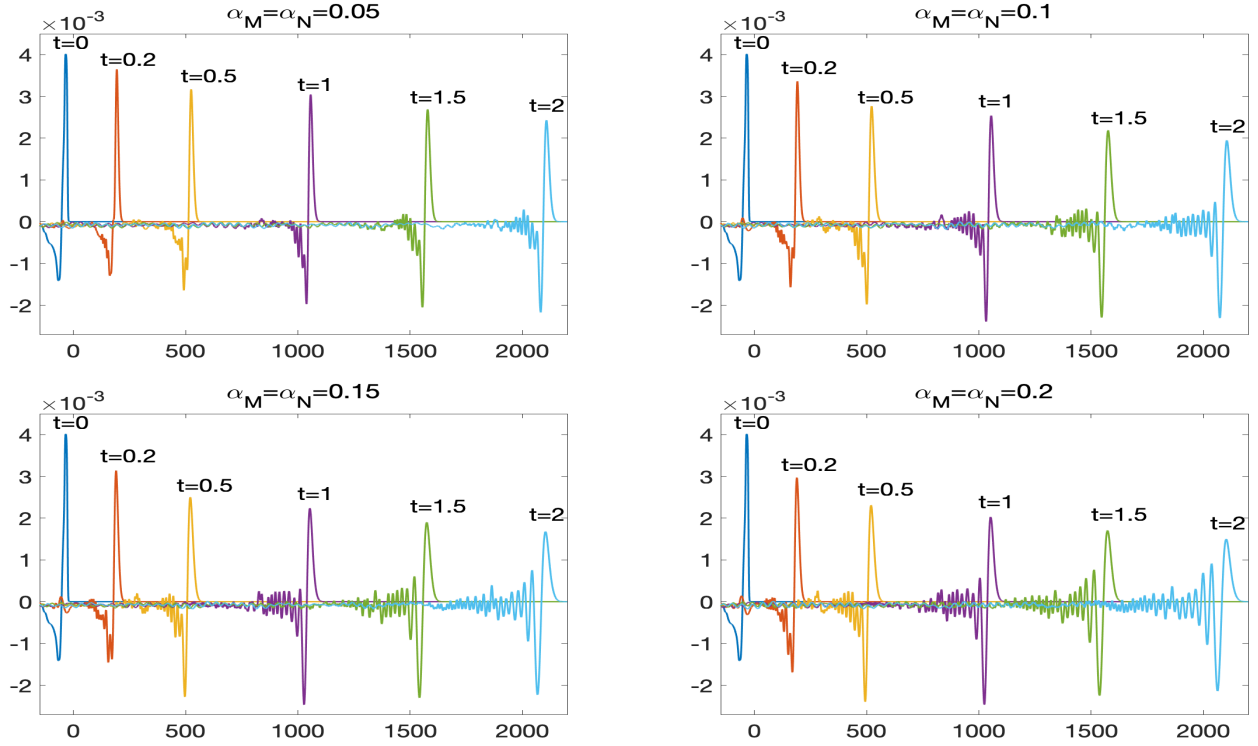 ×10⁻³
α_M=α_N=0.05
t=0
t=0.2
t=0.5
t=1
t=1.5
t=2
4
3
2
1
0
-1
-2
0
500
1000
1500
2000
×10⁻³
α_M=α_N=0.1
t=0
t=0.2
t=0.5
t=1
t=1.5
t=2
4
3
2
1
0
-1
-2
0
500
1000
1500
2000
×10⁻³
α_M=α_N=0.15
t=0
t=0.2
t=0.5
t=1
t=1.5
t=2
4
3
2
1
0
-1
-2
0
500
1000
1500
2000
×10⁻³
α_M=α_N=0.2
t=0
t=0.2
t=0.5
t=1
t=1.5
t=2
4
3
2
1
0
-1
-2
0
500
1000
1500
2000